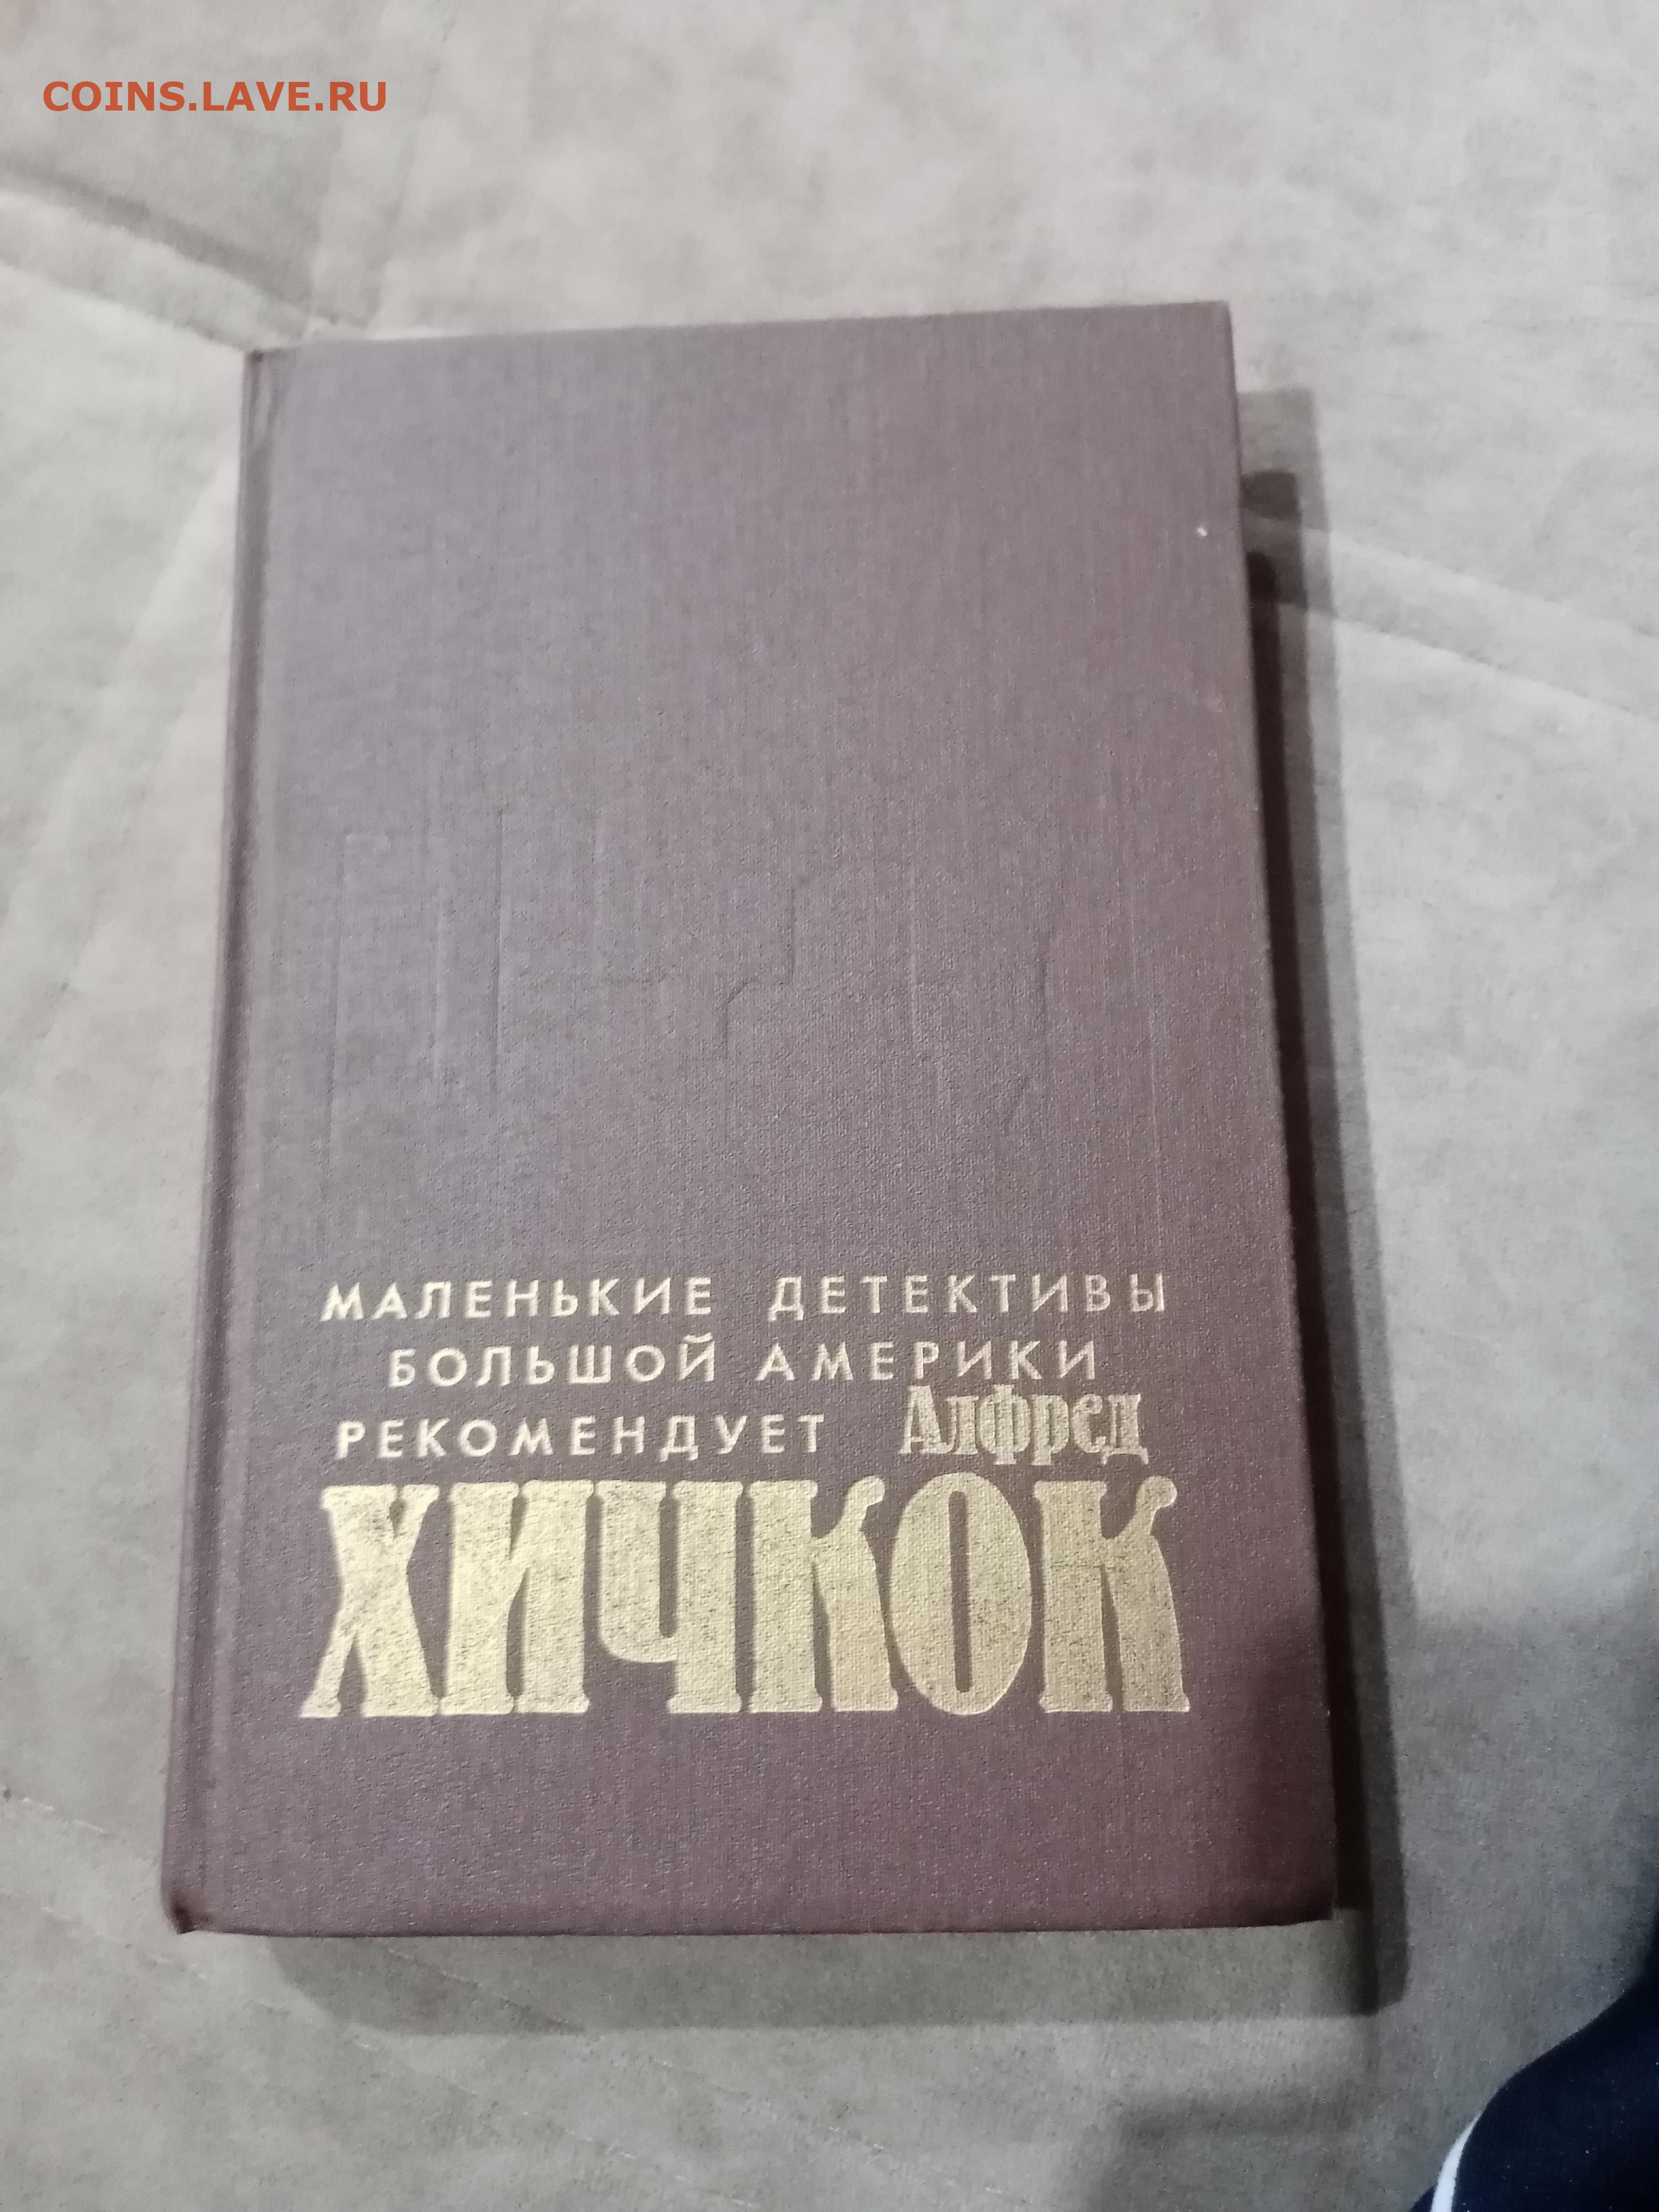 COINS.LAVE.RU
МАЛЕНЬКИЕ ДЕТЕКТИВЫ
БОЛЬШОЙ АМЕРИКИ
РЕКОМЕНДУЕТ Алфред
ХИЧКОК